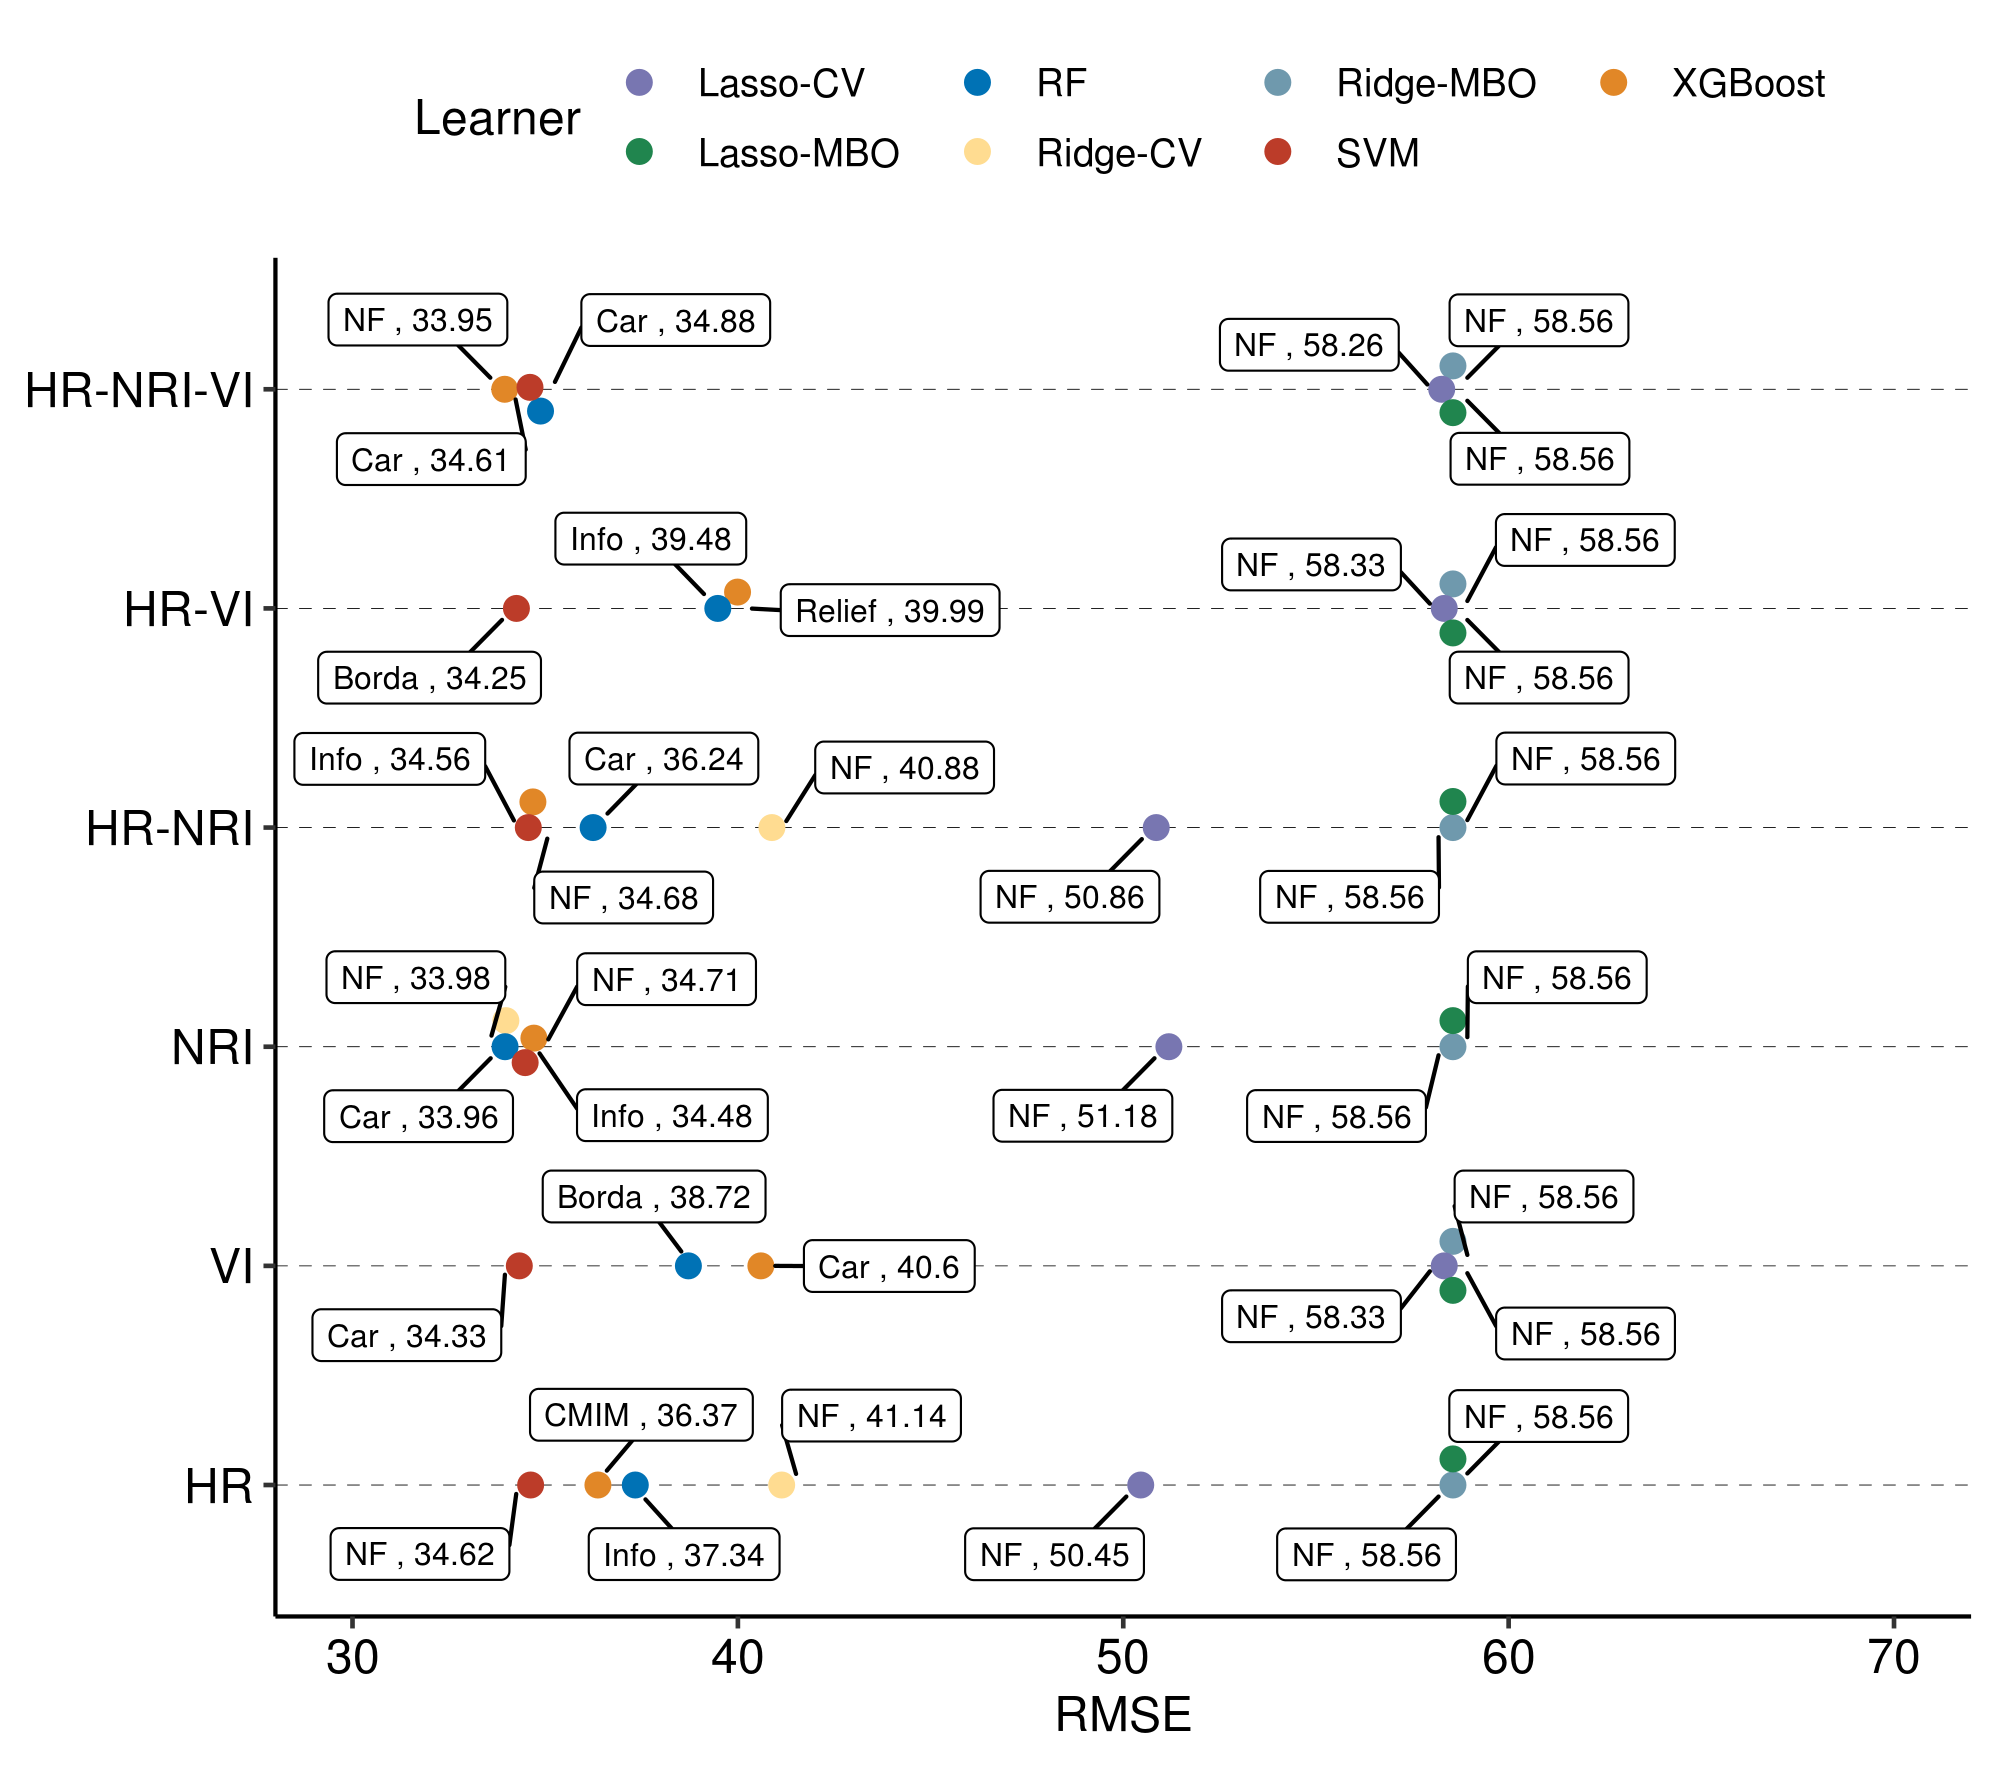 Learner
Lasso-CV
RF
Ridge-MBO
XGBoost
Lasso-MBO
Ridge-CV
SVM
HR-NRI-VI
NF , 33.95
Car , 34.88
NF , 58.26
NF , 58.56
Car , 34.61
NF , 58.56
HR-VI
Info , 39.48
NF , 58.33
NF , 58.56
Relief , 39.99
Borda , 34.25
NF , 58.56
HR-NRI
Info , 34.56
Car , 36.24
NF , 40.88
NF , 58.56
NF , 34.68
NF , 50.86
NF , 58.56
NRI
NF , 33.98
NF , 34.71
NF , 58.56
Car , 33.96
Info , 34.48
NF , 51.18
NF , 58.56
VI
Borda , 38.72
NF , 58.56
Car , 40.6
Car , 34.33
NF , 58.33
NF , 58.56
HR
CMIM , 36.37
NF , 41.14
NF , 58.56
NF , 34.62
Info , 37.34
NF , 50.45
NF , 58.56
30
40
50
60
70
RMSE